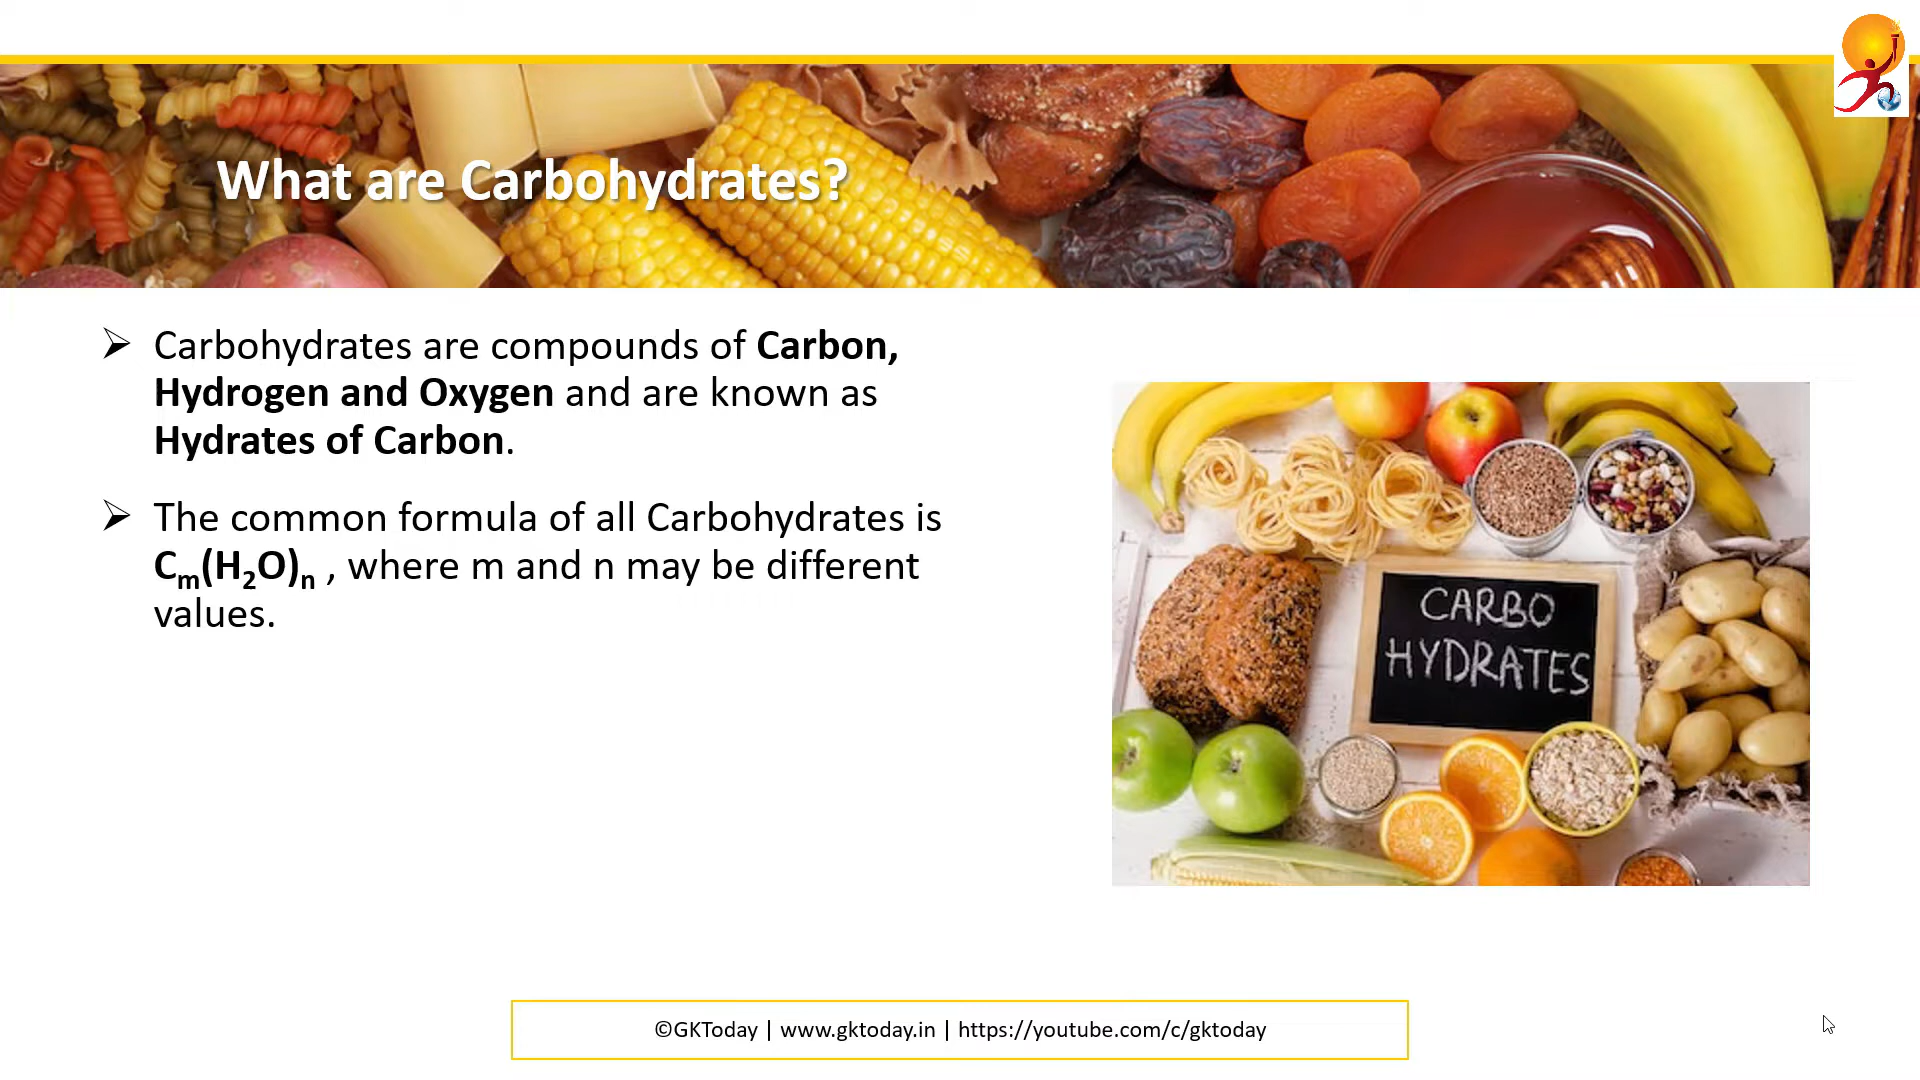 What are Carbohydrates?
➢ Carbohydrates are compounds of Carbon,
Hydrogen and Oxygen and are known as
Hydrates of Carbon.
➢ The common formula of all Carbohydrates is
Cₘ(H₂O)ₙ , where m and n may be different
values.
CARBO
HYDRATES
©GKToday | www.gktoday.in | https://youtube.com/c/gktoday